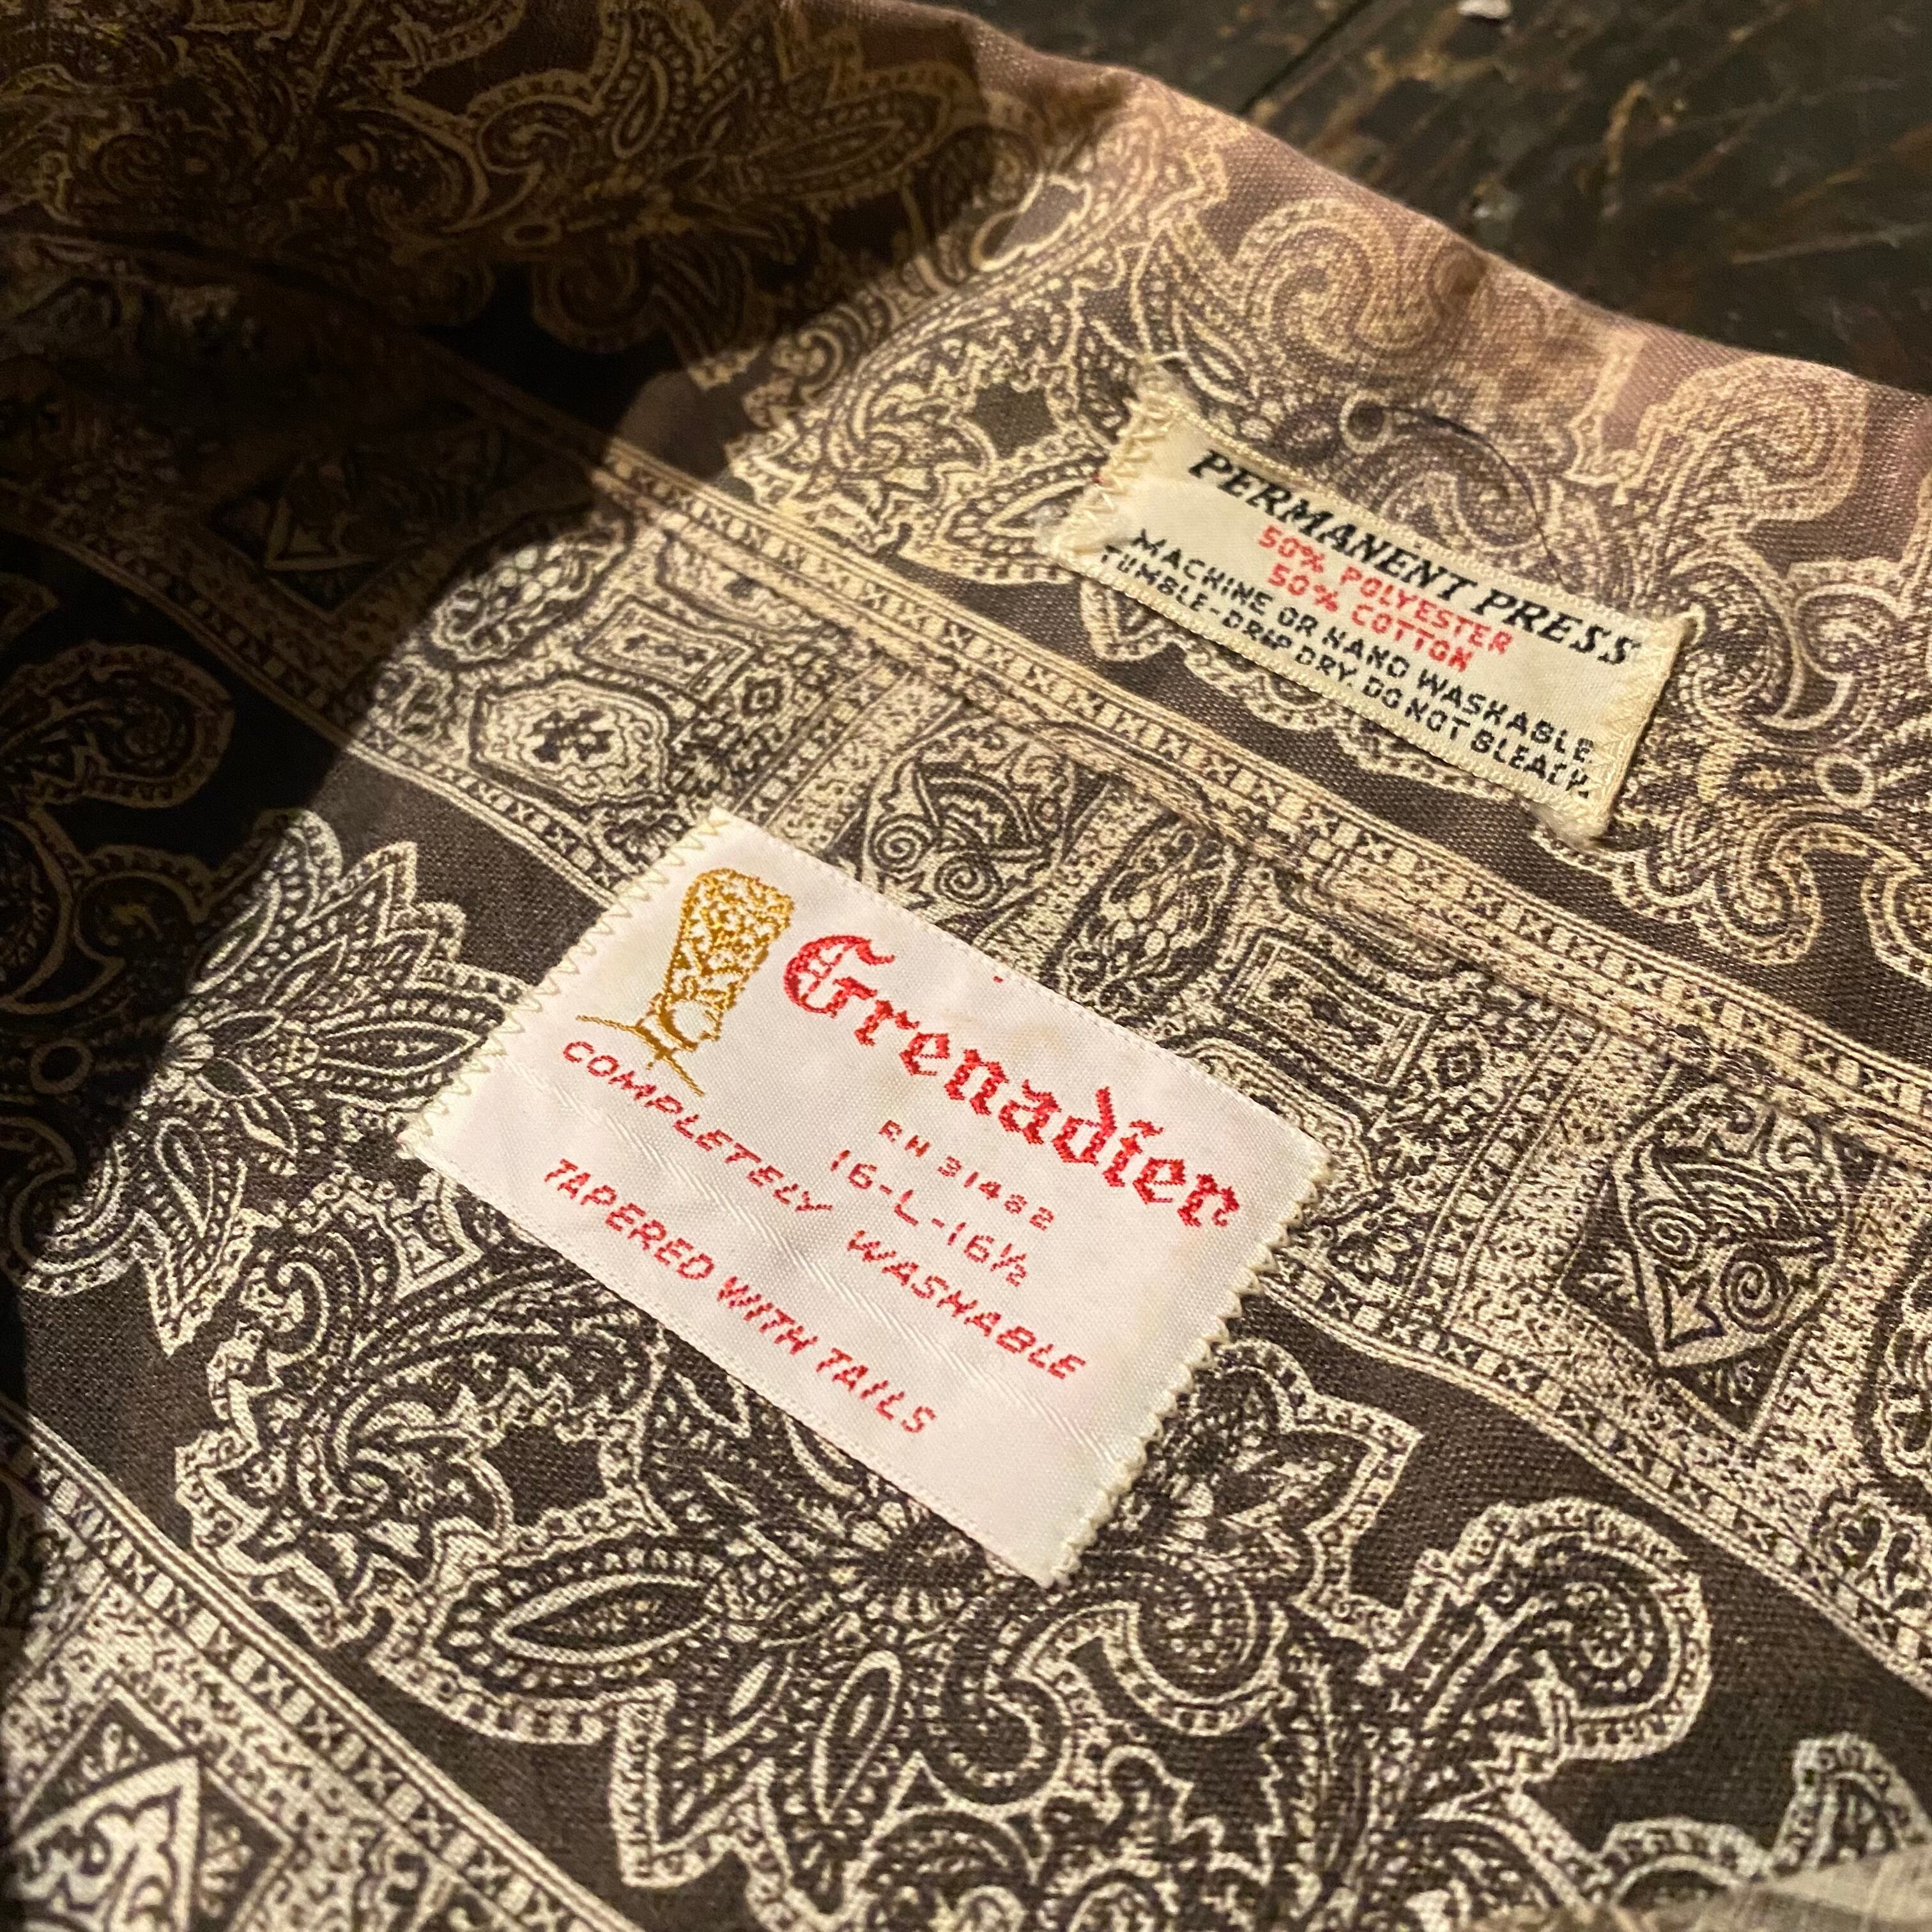 PERMANENT PRESS
50% POLYESTER
50% COTTON
MACHINE OR HAND WASHABLE
TUMBLE-DRIP DRY. DO NOT BLEACH.
Grenadier
RN 31482
16-L-16½
COMPLETELY WASHABLE
TAPERED WITH TAILS